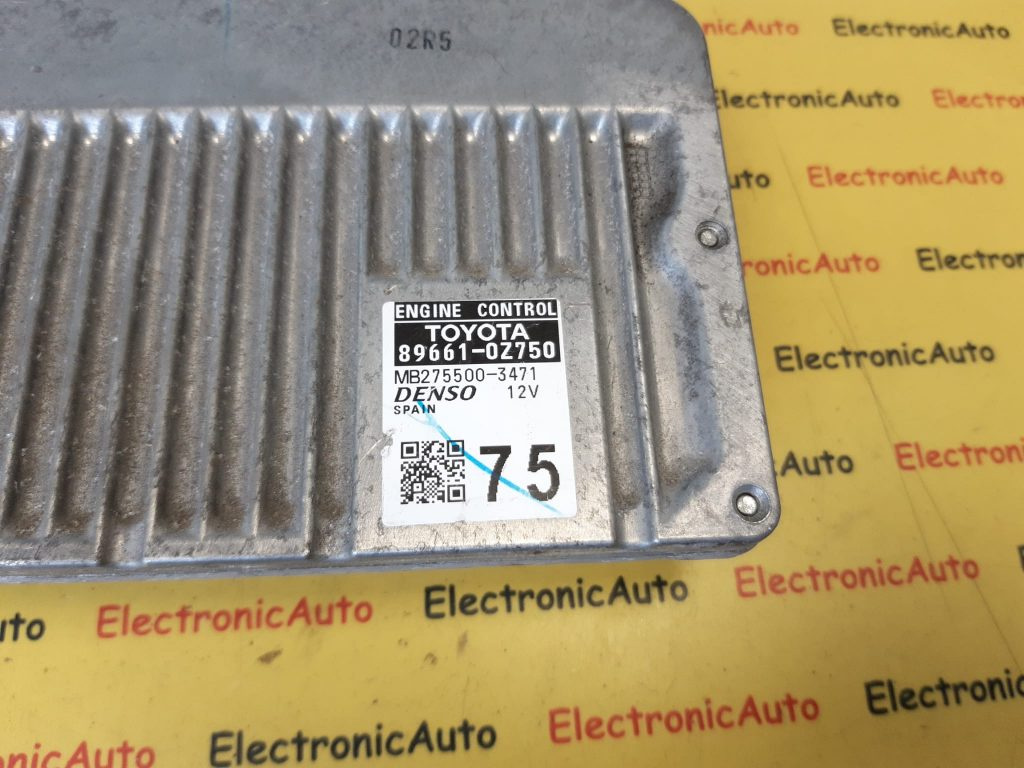 02R5
ElectronicAuto
ElectronicAuto
ElectronicAuto
ElectronicAuto
ENGINE CONTROL
TOYOTA
89661-0Z750
MB275500-3471
DENSO 12V
SPAIN
75
ElectronicAuto
ElectronicAuto
ElectronicAuto
ElectronicAuto
ElectronicAuto